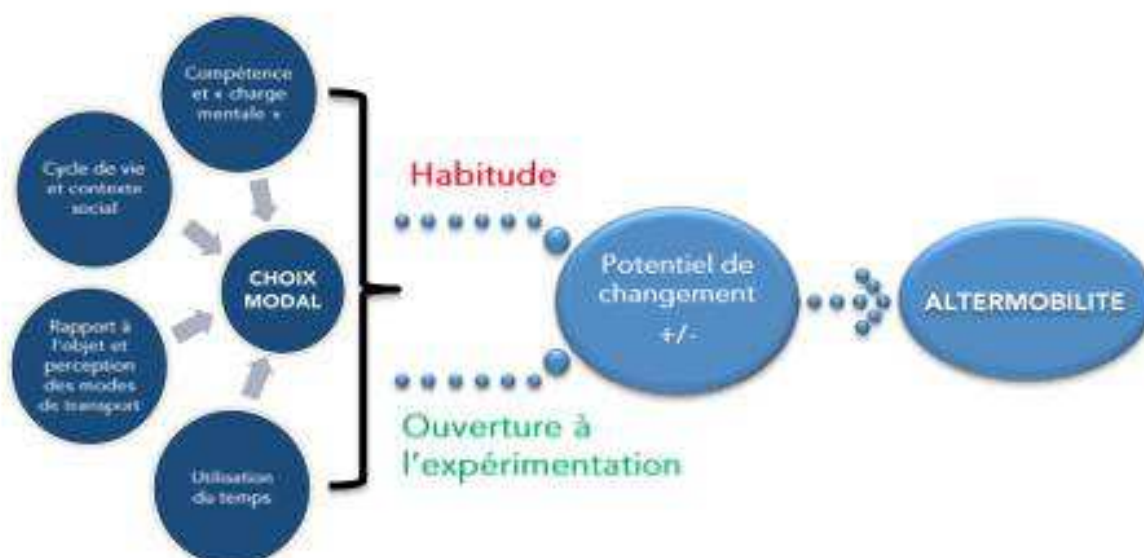 Compétence
et « charge
mentale »
Cycle de vie
et contexte
social
CHOIX
MODAL
Rapport à
l'objet et
perception
des modes
de transport
Utilisation
du temps
Habitude
Ouverture à
l'expérimentation
Potentiel de
changement
+/-
ALTERMOBILITE